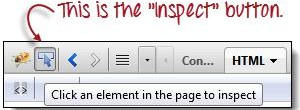 This is the "Inspect" button.
Con... HTML
Click an element in the page to inspect